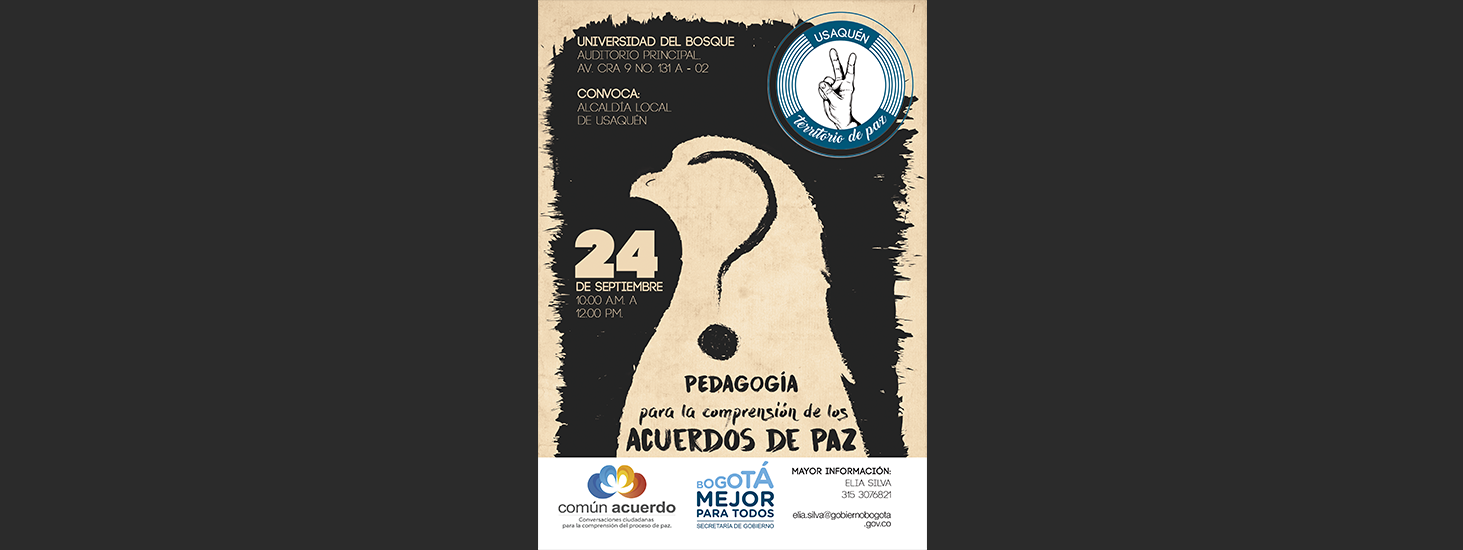 UNIVERSIDAD DEL BOSQUE
AUDITORIO PRINCIPAL
AV. CRA 9 NO. 131 A - 02
CONVOCA:
ALCALDÍA LOCAL
DE USAQUÉN
USAQUÉN
territorio de paz
24
DE SEPTIEMBRE
10:00 A.M. A
12:00 P.M.
PEDAGOGÍA
para la comprensión de los
ACUERDOS DE PAZ
común acuerdo
Conversaciones ciudadanas
para la comprensión del proceso de paz.
BOGOTÁ
MEJOR
PARA TODOS
SECRETARÍA DE GOBIERNO
MAYOR INFORMACIÓN:
ELIA SILVA
315 3076821
elia.silva@gobiernobogota
.gov.co